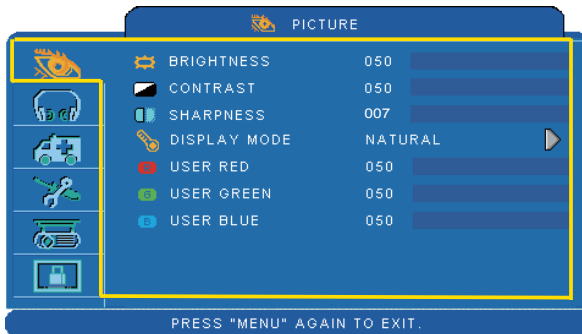 PICTURE
BRIGHTNESS 050
CONTRAST 050
SHARPNESS 007
DISPLAY MODE NATURAL
R USER RED 050
G USER GREEN 050
B USER BLUE 050
PRESS "MENU" AGAIN TO EXIT.